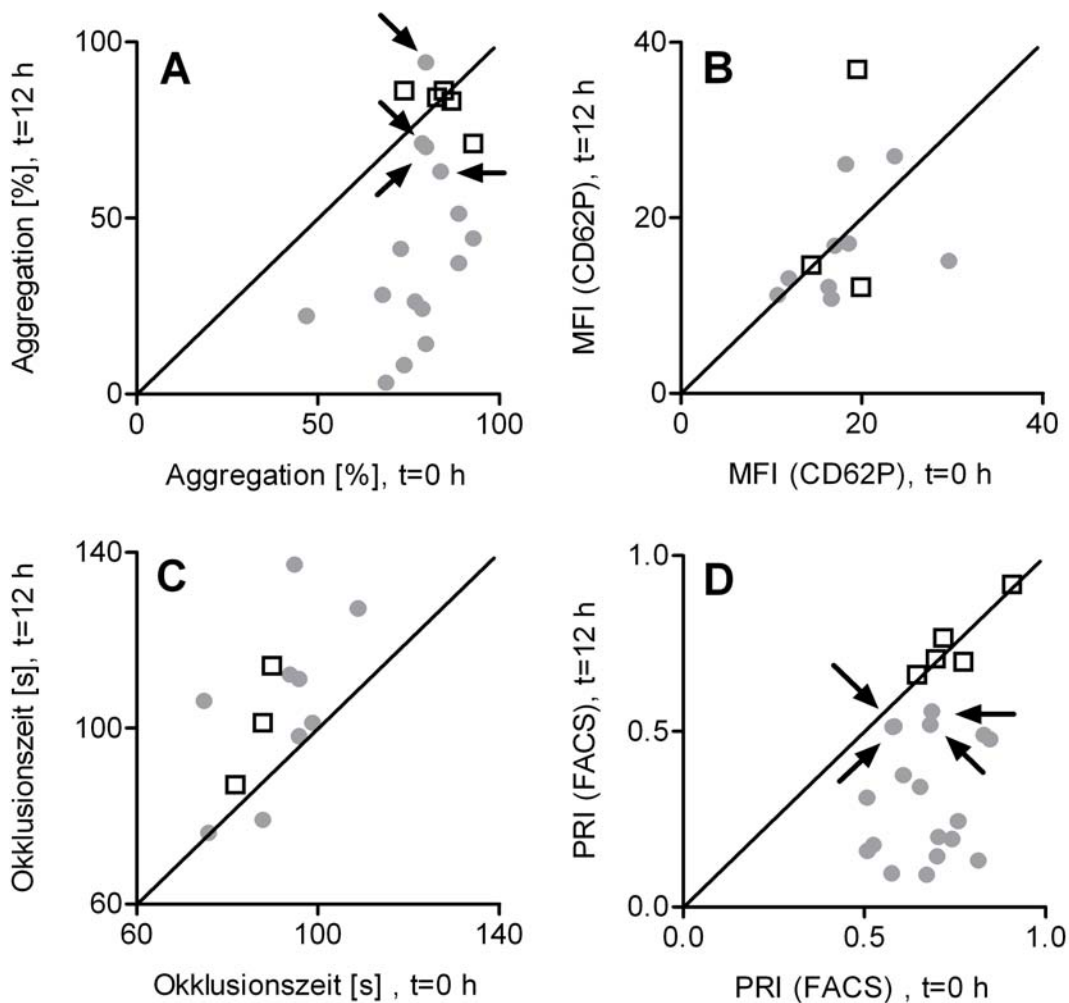 A
Aggregation [%], t=12 h
100
50
0
0
50
100
Aggregation [%], t=0 h
B
MFI (CD62P), t=12 h
40
20
0
0
20
40
MFI (CD62P), t=0 h
C
Okklusionszeit [s], t=12 h
140
100
60
60
100
140
Okklusionszeit [s] , t=0 h
D
PRI (FACS), t=12 h
1.0
0.5
0.0
0.0
0.5
1.0
PRI (FACS) , t=0 h